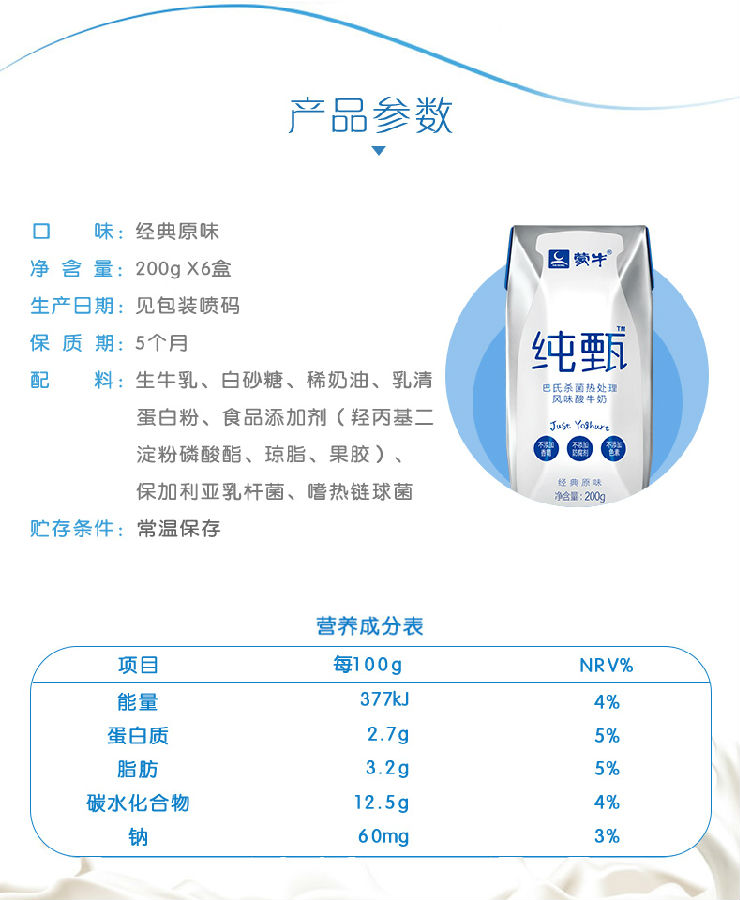 产品参数
口 味：经典原味
净含量：200g X6盒
生产日期：见包装喷码
保质期：5个月
配 料：生牛乳、白砂糖、稀奶油、乳清
蛋白粉、食品添加剂（羟丙基二
淀粉磷酸酯、琼脂、果胶）、
保加利亚乳杆菌、嗜热链球菌
贮存条件：常温保存
蒙牛®
纯甄™
巴氏杀菌热处理
风味酸牛奶
Just Yoghurt
不添加香精 不添加防腐剂 不添加色素
经典原味
净含量：200g
营养成分表
项目 每100g NRV%
能量 377kJ 4%
蛋白质 2.7g 5%
脂肪 3.2g 5%
碳水化合物 12.5g 4%
钠 60mg 3%